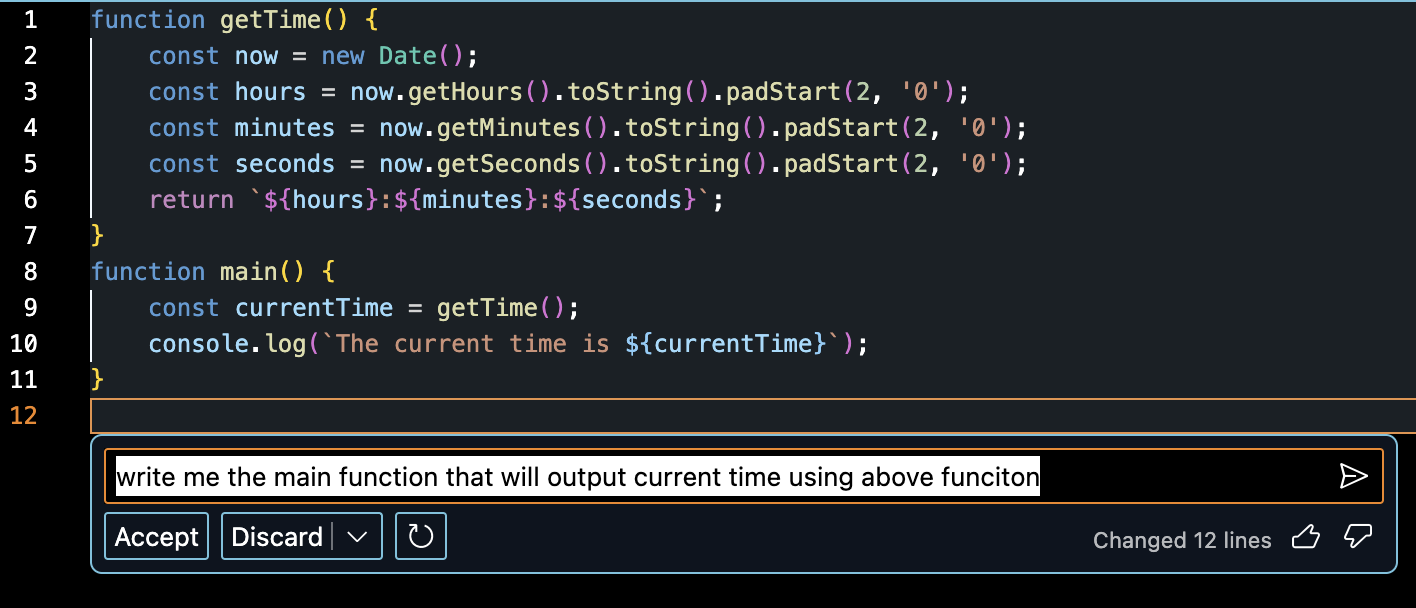 1 function getTime() {
2     const now = new Date();
3     const hours = now.getHours().toString().padStart(2, '0');
4     const minutes = now.getMinutes().toString().padStart(2, '0');
5     const seconds = now.getSeconds().toString().padStart(2, '0');
6     return `${hours}:${minutes}:${seconds}`;
7 }
8 function main() {
9     const currentTime = getTime();
10     console.log(`The current time is ${currentTime}`);
11 }
12
write me the main function that will output current time using above funciton
Accept Discard Changed 12 lines